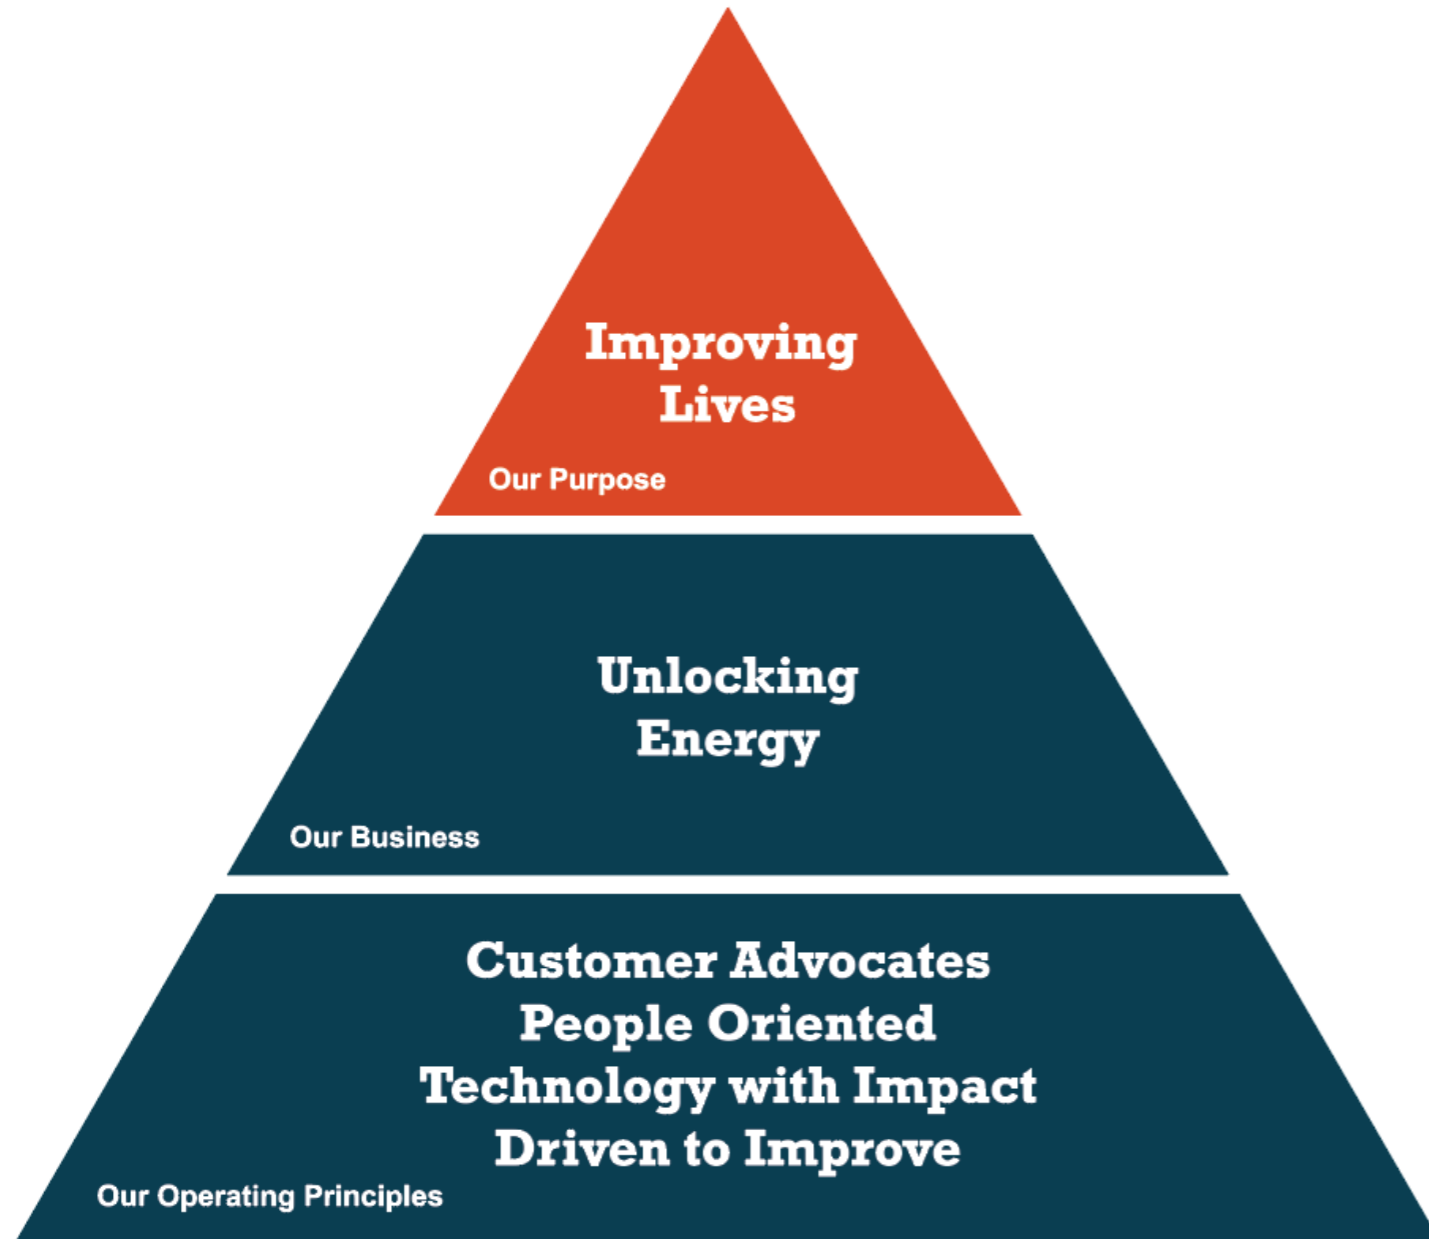 Improving
Lives
Our Purpose
Unlocking
Energy
Our Business
Customer Advocates
People Oriented
Technology with Impact
Driven to Improve
Our Operating Principles